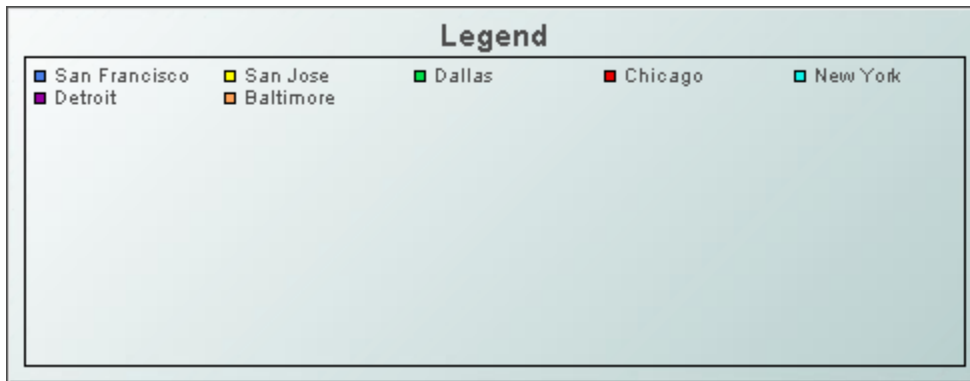 Legend
San Francisco San Jose Dallas Chicago New York
Detroit Baltimore